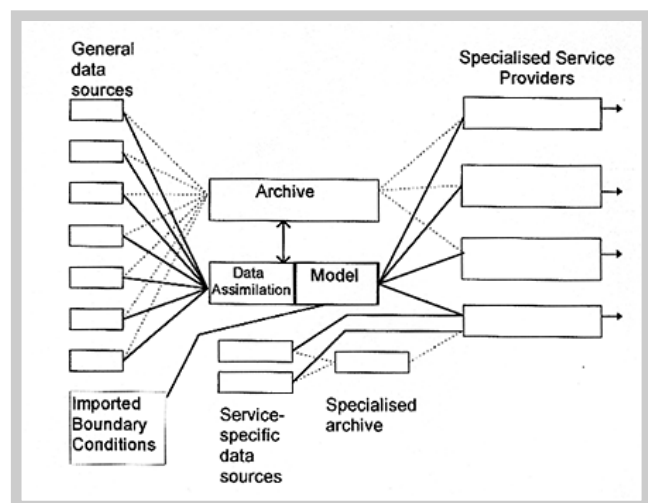 General
data
sources
Specialised Service
Providers
Archive
Data
Assimilation
Model
Imported
Boundary
Conditions
Service-
specific
data
sources
Specialised
archive